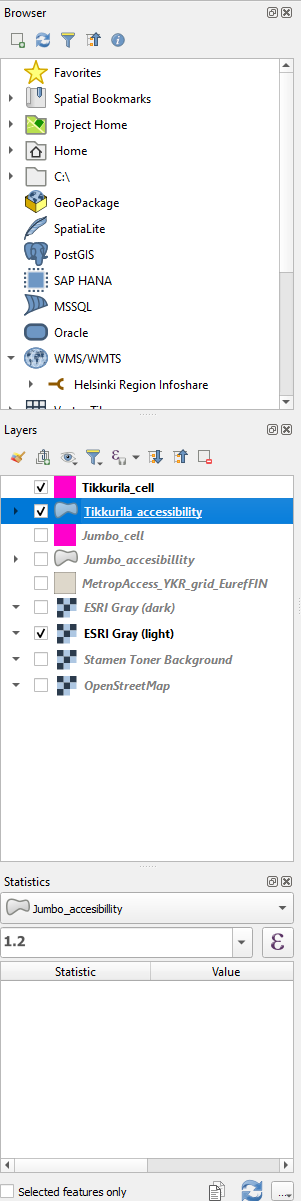 Browser
Favorites
Spatial Bookmarks
Project Home
Home
C:\
GeoPackage
SpatiaLite
PostGIS
SAP HANA
MSSQL
Oracle
WMS/WMTS
Helsinki Region Infoshare
Layers
Tikkurila_cell
Tikkurila_accessibility
Jumbo_cell
Jumbo_accesibillity
MetropAccess_YKR_grid_EurefFIN
ESRI Gray (dark)
ESRI Gray (light)
Stamen Toner Background
OpenStreetMap
Statistics
Jumbo_accesibillity
1.2
ε
Statistic Value
Selected features only
...